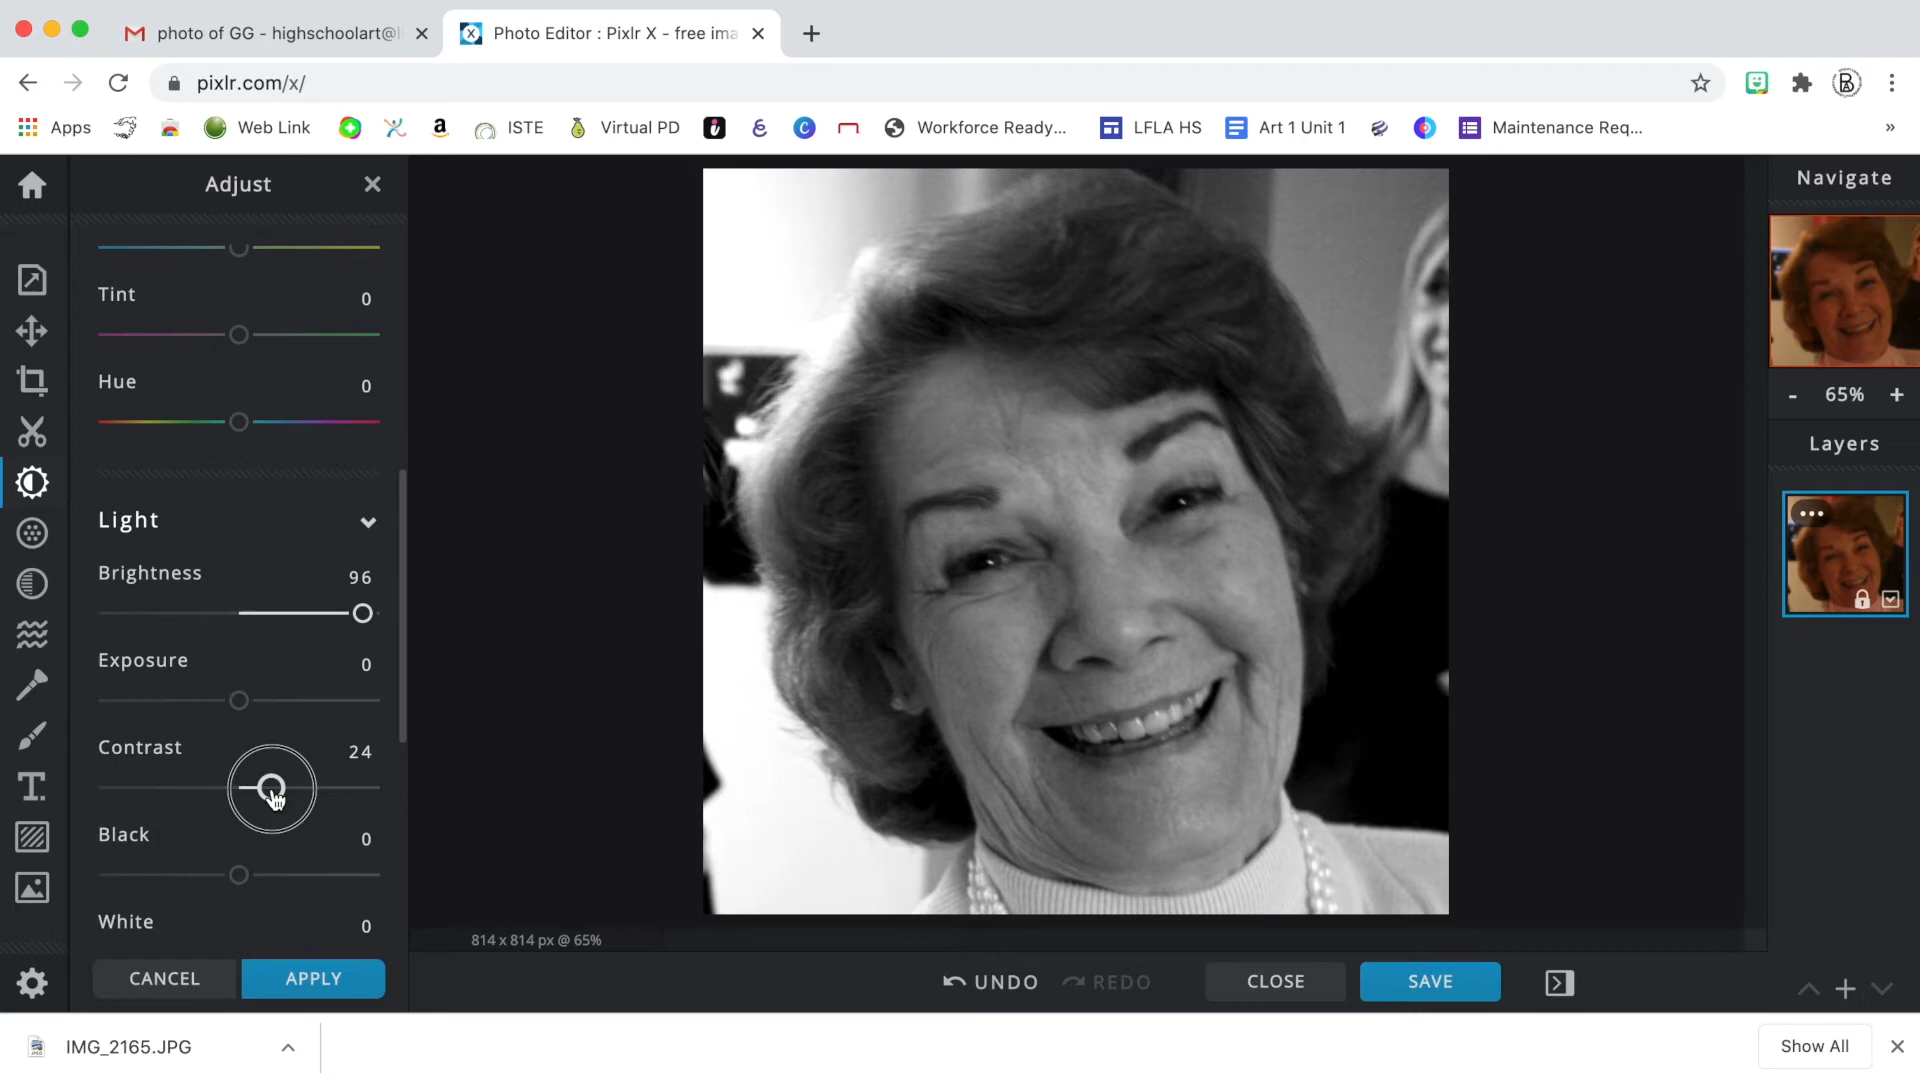 photo of GG - highschoolart@l
Photo Editor : Pixlr X - free ima
pixlr.com/x/
Apps
Web Link
ISTE
Virtual PD
Workforce Ready...
LFLA HS
Art 1 Unit 1
Maintenance Req...
»
Adjust
Tint 0
Hue 0
Light
Brightness 96
Exposure 0
Contrast 24
Black 0
White 0
CANCEL
APPLY
814 x 814 px @ 65%
UNDO
REDO
CLOSE
SAVE
Navigate
- 65% +
Layers
IMG_2165.JPG
Show All